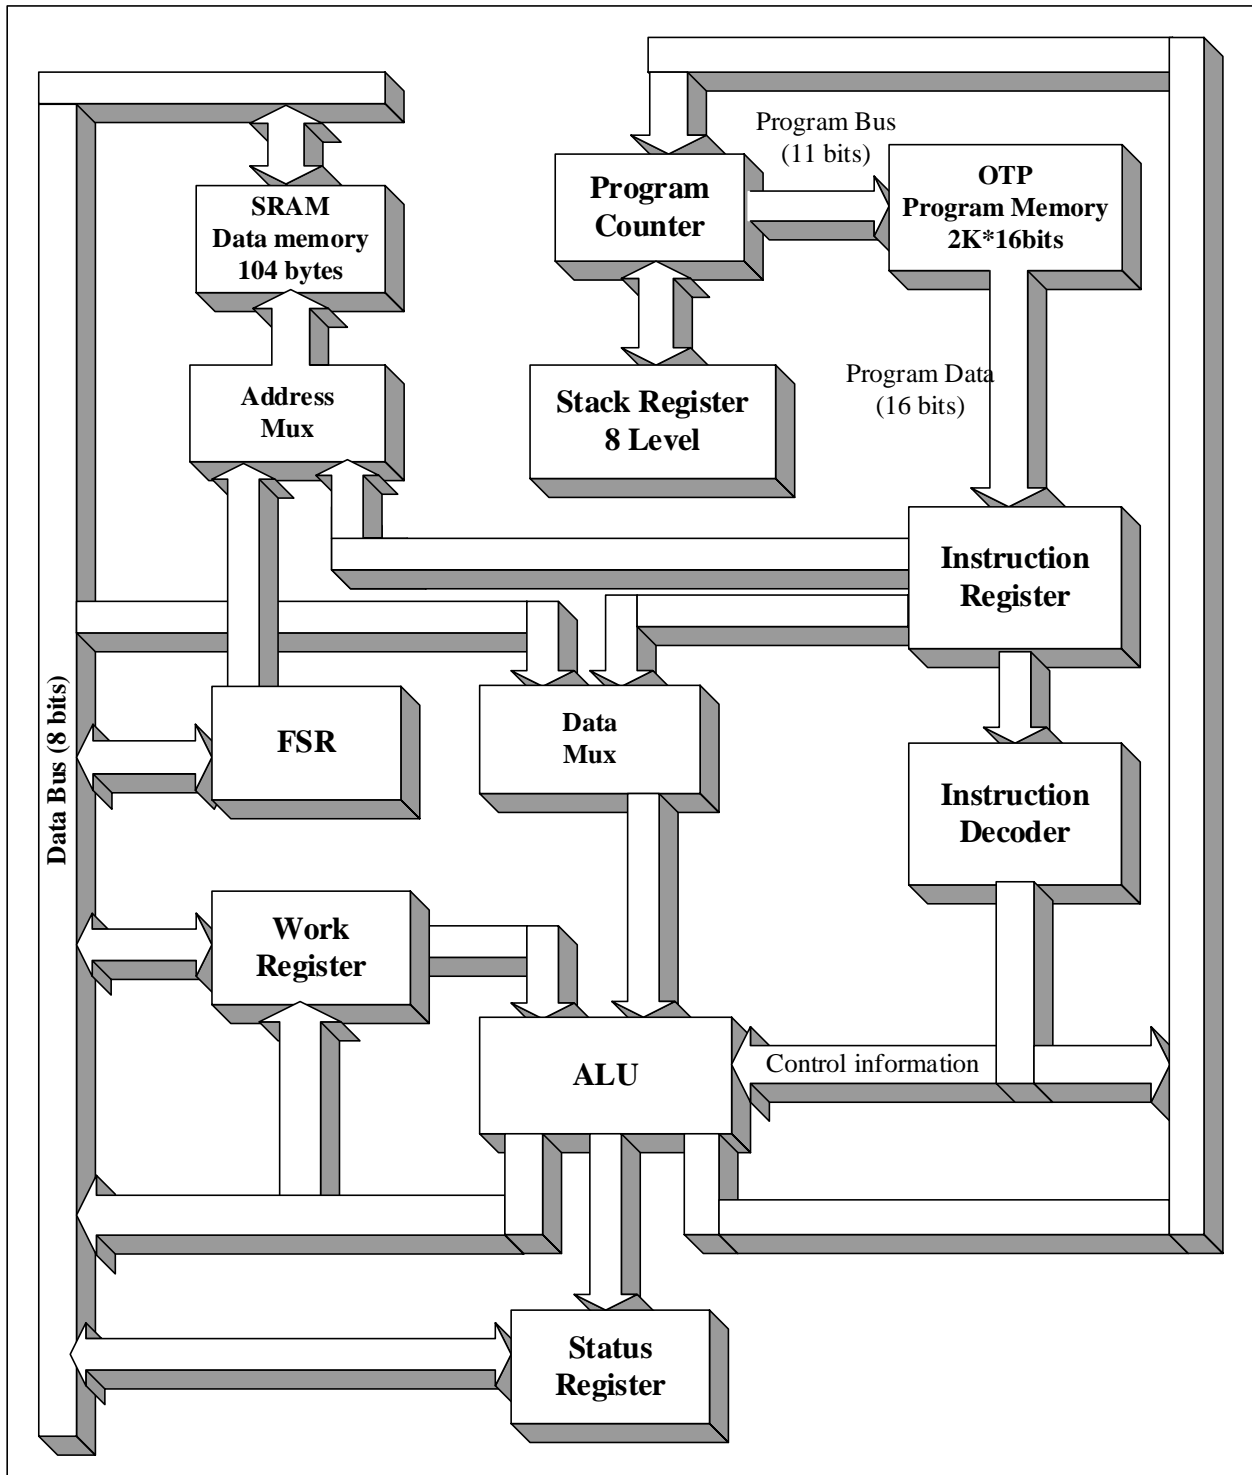 Program Bus
(11 bits)
Program
Counter
OTP
Program Memory
2K*16bits
SRAM
Data memory
104 bytes
Address
Mux
Stack Register
8 Level
Program Data
(16 bits)
Instruction
Register
Data Bus (8 bits)
FSR
Data
Mux
Instruction
Decoder
Work
Register
ALU
Control information
Status
Register